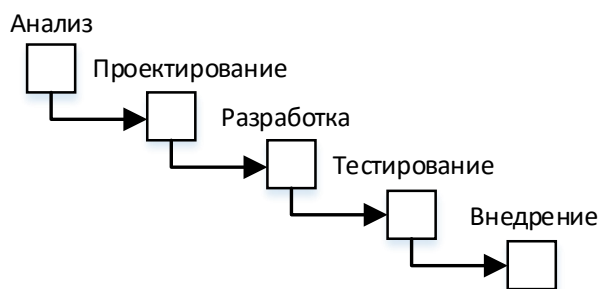 Анализ
Проектирование
Разработка
Тестирование
Внедрение